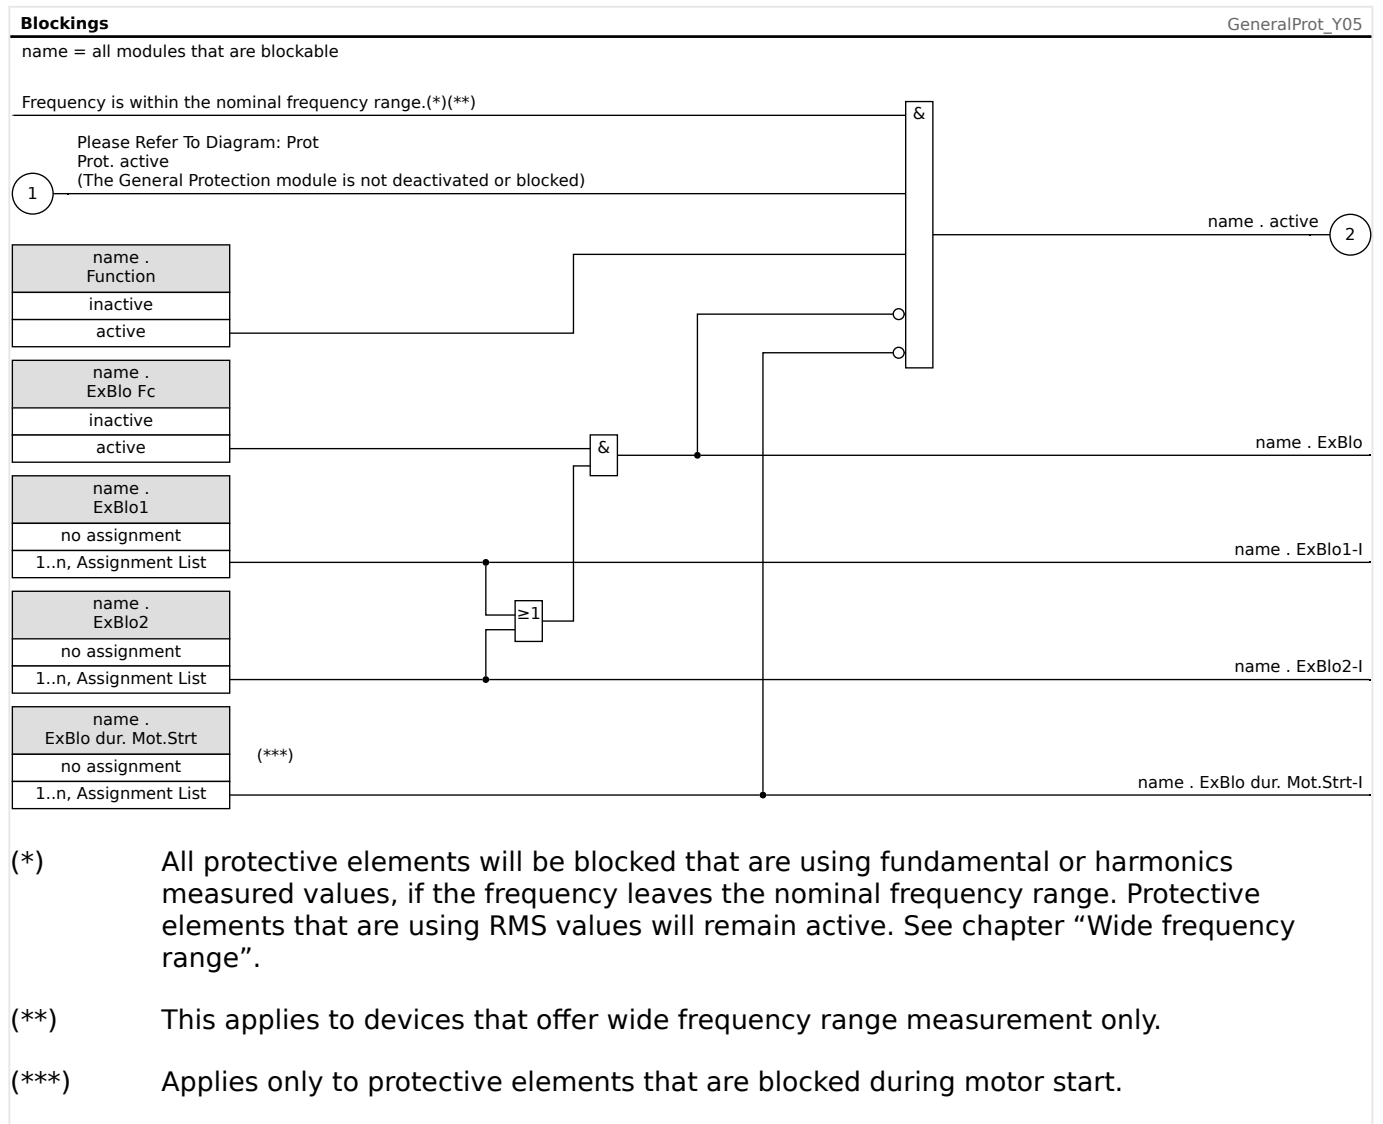 Blockings
GeneralProt_Y05
name = all modules that are blockable
Frequency is within the nominal frequency range.(*)(**)
&
Please Refer To Diagram: Prot
Prot. active
(The General Protection module is not deactivated or blocked)
1
name . active
2
name .
Function
inactive
active
name .
ExBlo Fc
inactive
active
&
name . ExBlo
name .
ExBlo1
no assignment
1..n, Assignment List
name . ExBlo1-I
≥1
name .
ExBlo2
no assignment
1..n, Assignment List
name . ExBlo2-I
name .
ExBlo dur. Mot.Strt
no assignment
1..n, Assignment List
(***)
name . ExBlo dur. Mot.Strt-I
(*) All protective elements will be blocked that are using fundamental or harmonics
measured values, if the frequency leaves the nominal frequency range. Protective
elements that are using RMS values will remain active. See chapter “Wide frequency
range”.
(**) This applies to devices that offer wide frequency range measurement only.
(***) Applies only to protective elements that are blocked during motor start.